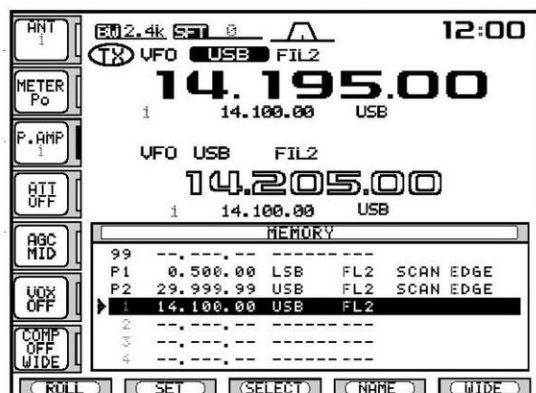 ANT
1
METER
Po
P.AMP
1
ATT
OFF
AGC
MID
VOX
OFF
COMP
OFF
WIDE
BW 2.4k SFT 0
12:00
TX VFO USB FIL2
14.195.00
1 14.100.00 USB
VFO USB FIL2
14.205.00
1 14.100.00 USB
MEMORY
99 --.---.-- ------ ---
P1 0.500.00 LSB FL2 SCAN EDGE
P2 29.999.99 USB FL2 SCAN EDGE
1 14.100.00 USB FL2
2 --.---.-- ------ ---
3 --.---.-- ------ ---
4 --.---.-- ------ ---
ROLL SET SELECT NAME WIDE